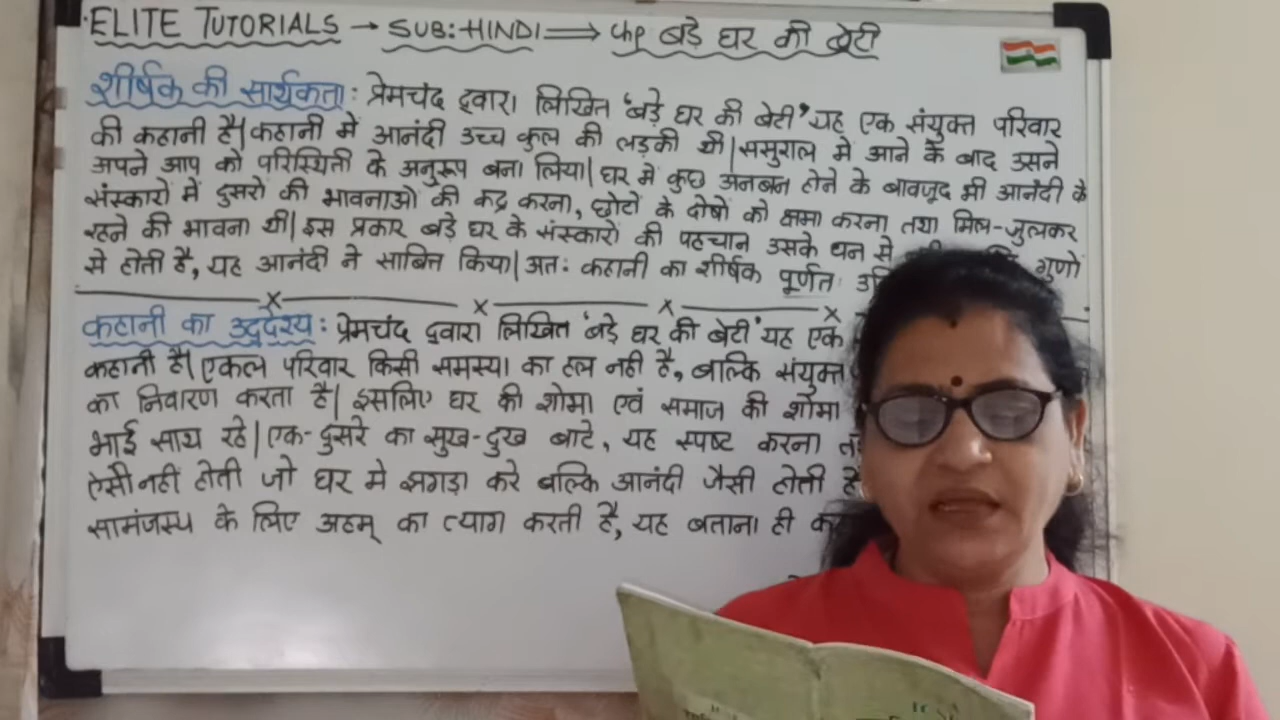 ELITE TUTORIALS → SUB:-HINDI ⟹ Chp बड़े घर की बेटी
शीर्षक की सार्थकता: प्रेमचंद द्वारा लिखित ‘बड़े घर की बेटी’ यह एक संयुक्त परिवार
की कहानी है| कहानी में आनंदी उच्च कुल की लड़की थी| ससुराल में आने के बाद उसने
अपने आप को परिस्थिती के अनुरूप बना लिया| घर में कुछ अनबन होने के बावजूद भी आनंदी के
संस्कारों में दुसरों की भावनाओं की कद्र करना, छोटों के दोषों को क्षमा करना तथा मिल-जुलकर
रहने की भावना थी| इस प्रकार बड़े घर के संस्कारों की पहचान उसके धन से गुणों
से होती है, यह आनंदी ने साबित किया| अतः कहानी का शीर्षक पूर्णतः
कहानी का उद्देश्य: प्रेमचंद द्वारा लिखित ‘बड़े घर की बेटी’ यह एक
कहानी है| एकल परिवार किसी समस्या का हल नही है, बल्कि संयुक्त
का निवारण करता है| इसलिए घर की शोभा एवं समाज की शोभा
भाई साथ रहे| एक-दुसरे का सुख-दुख बाटे, यह स्पष्ट करना
ऐसी नही होती जो घर मे झगड़ा करे बल्कि आनंदी जैसी होती है
सामंजस्य के लिए अहम् का त्याग करती है, यह बताना ही